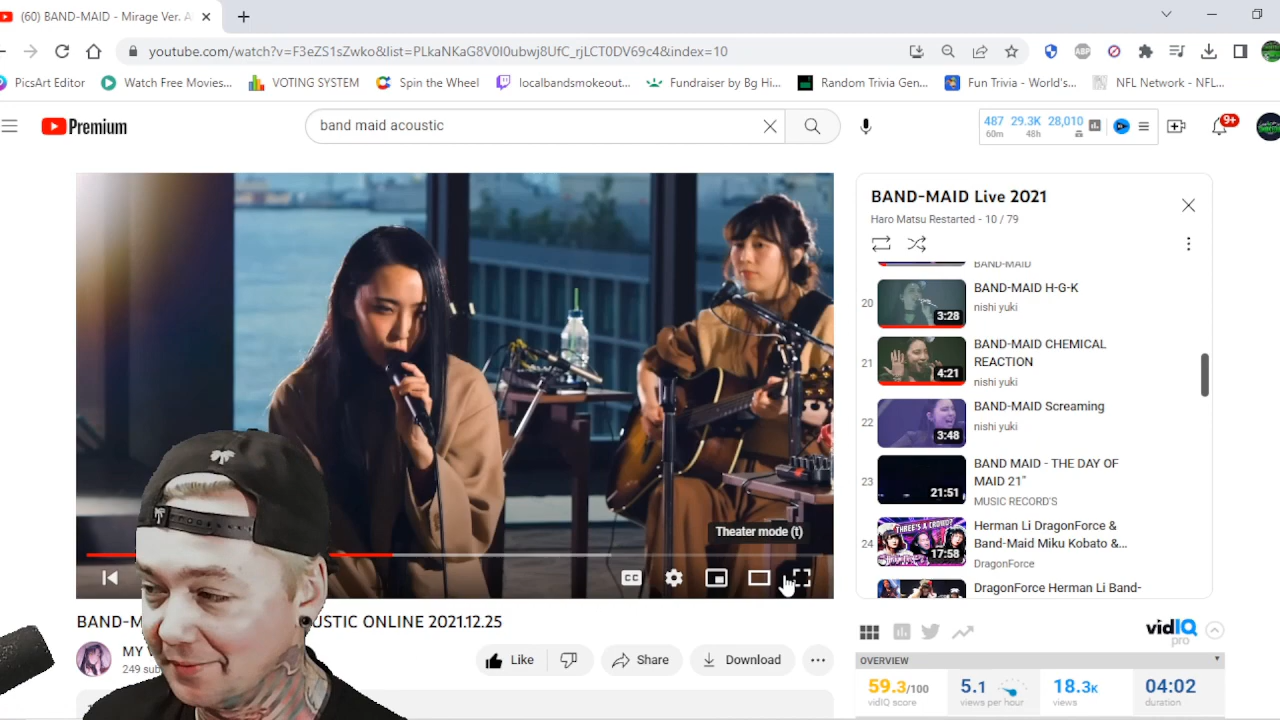 (60) BAND-MAID - Mirage Ver. A
youtube.com/watch?v=F3eZS1sZwko&list=PLkaNKaG8V0I0ubwj8UfC_rjLCT0DV69c4&index=10
ABP
PicsArt Editor
Watch Free Movies...
VOTING SYSTEM
Spin the Wheel
localbandsmokeout...
Fundraiser by Bg Hi...
Random Trivia Gen...
Fun Trivia - World's...
NFL Network - NFL...
Premium
band maid acoustic
487 29.3K 28,010
60m 48h
9+
BAND-MAID Live 2021
Haro Matsu Restarted - 10 / 79
BAND-MAID
20
3:28
BAND-MAID H-G-K
nishi yuki
21
4:21
BAND-MAID CHEMICAL
REACTION
nishi yuki
22
3:48
BAND-MAID Screaming
nishi yuki
23
21:51
BAND MAID - THE DAY OF
MAID 21"
MUSIC RECORD'S
24
THREE'S A CROWD?
17:58
Herman Li DragonForce &
Band-Maid Miku Kobato &...
DragonForce
DragonForce Herman Li Band-
Theater mode (t)
CC
BAND-M
USTIC ONLINE 2021.12.25
MY
249 sub
Like
Share
Download
vidIQ
pro
OVERVIEW
59.3/100
vidIQ score
5.1
views per hour
18.3K
views
04:02
duration